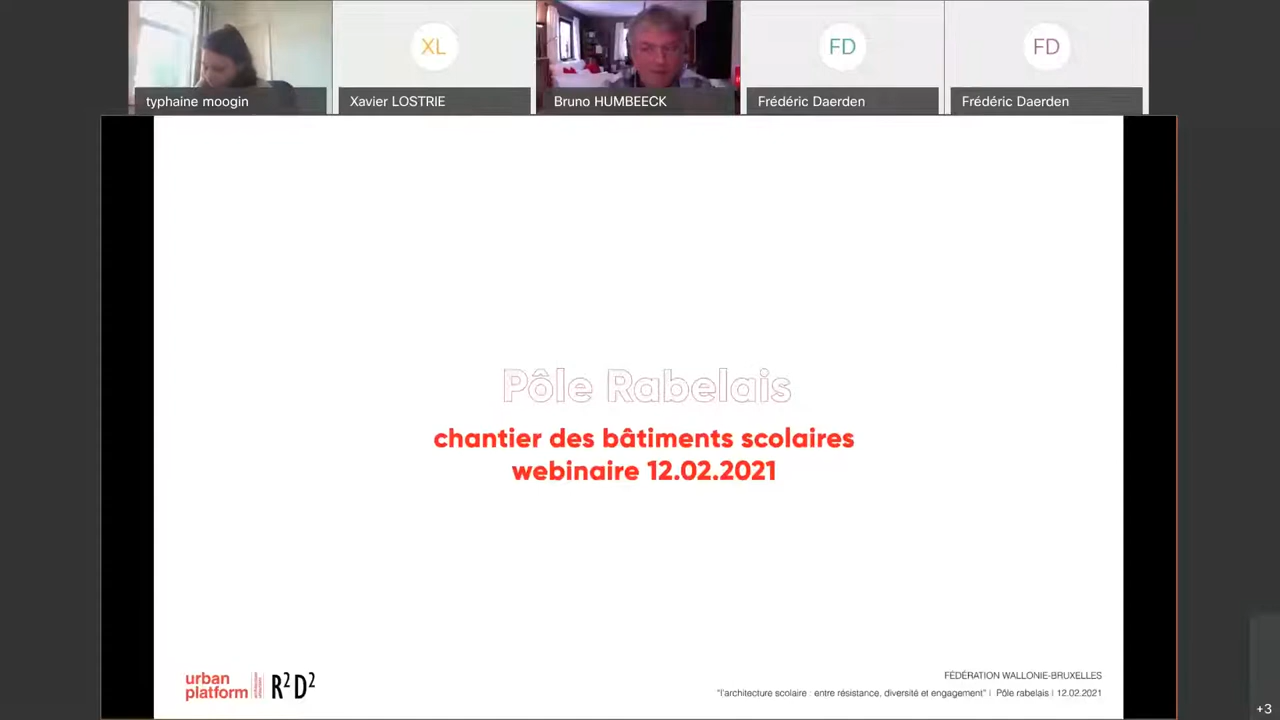 typhaine moogin
XL
Xavier LOSTRIE
Bruno HUMBEECK
FD
Frédéric Daerden
FD
Frédéric Daerden
Pôle Rabelais
chantier des bâtiments scolaires
webinaire 12.02.2021
urban
platform
R²D²
FÉDÉRATION WALLONIE-BRUXELLES
"l'architecture scolaire : entre résistance, diversité et engagement" I Pôle rabelais I 12.02.2021
+3